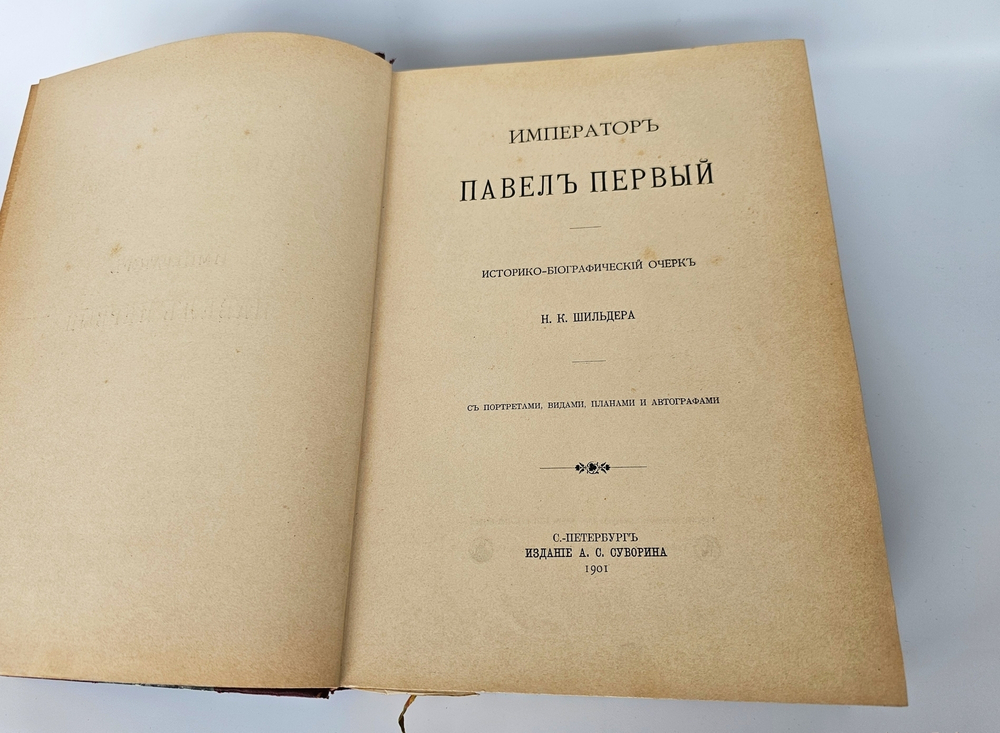 ИМПЕРАТОРЪ
ПАВЕЛЪ ПЕРВЫЙ
ИСТОРИКО-БІОГРАФИЧЕСКІЙ ОЧЕРКЪ
Н. К. ШИЛЬДЕРА
СЪ ПОРТРЕТАМИ, ВИДАМИ, ПЛАНАМИ И АВТОГРАФАМИ
С.-ПЕТЕРБУРГЪ
ИЗДАНІЕ А. С. СУВОРИНА
1901